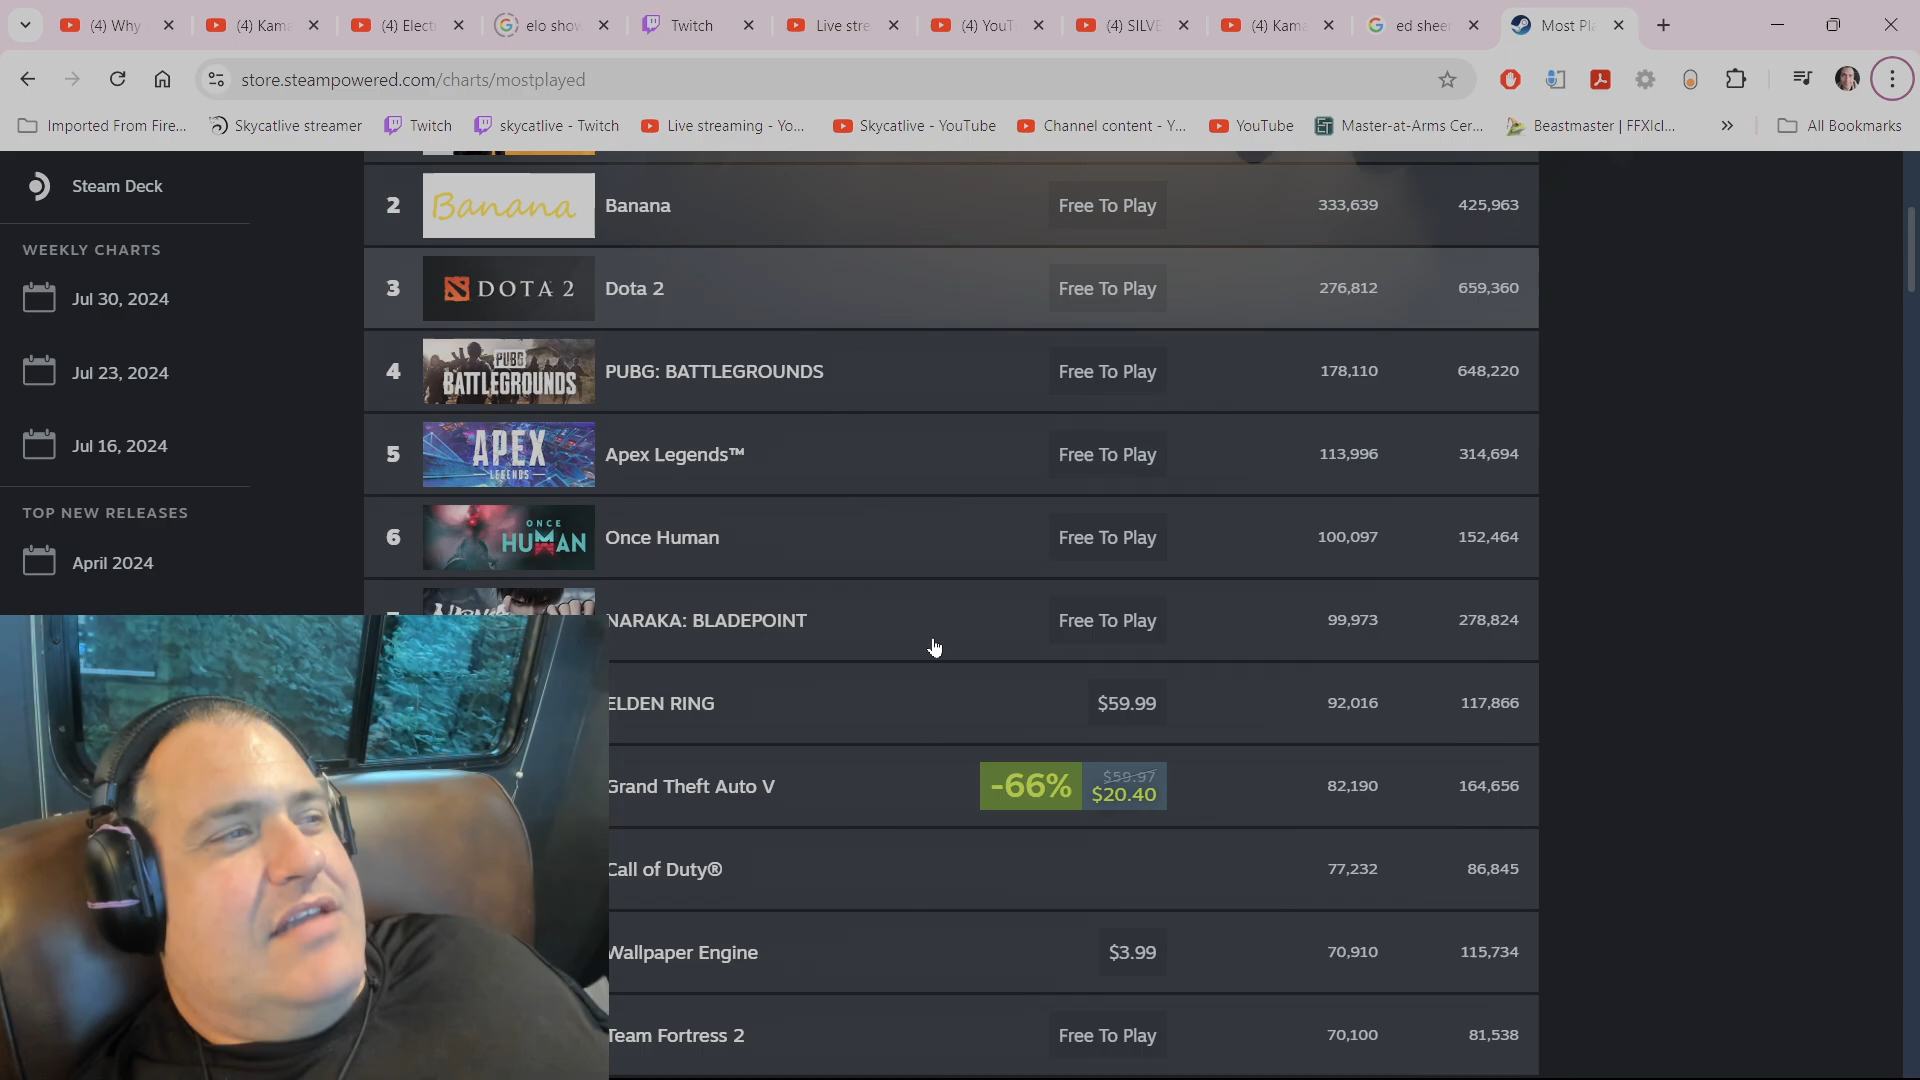 (4) Why
(4) Kam
(4) Elect
elo show
Twitch
Live stre
(4) YouT
(4) SILVE
(4) Kama
ed sheer
Most Pla
store.steampowered.com/charts/mostplayed
Imported From Fire...
Skycatlive streamer
Twitch
skycatlive - Twitch
Live streaming - Yo...
Skycatlive - YouTube
Channel content - Y...
YouTube
Master-at-Arms Cer...
Beastmaster | FFXIcl...
All Bookmarks
Steam Deck
WEEKLY CHARTS
Jul 30, 2024
Jul 23, 2024
Jul 16, 2024
TOP NEW RELEASES
April 2024
2 Banana Banana Free To Play 333,639 425,963
3 DOTA 2 Dota 2 Free To Play 276,812 659,360
4 PUBG BATTLEGROUNDS PUBG: BATTLEGROUNDS Free To Play 178,110 648,220
5 APEX LEGENDS Apex Legends™ Free To Play 113,996 314,694
6 ONCE HUMAN Once Human Free To Play 100,097 152,464
NARAKA: BLADEPOINT Free To Play 99,973 278,824
ELDEN RING $59.99 92,016 117,866
Grand Theft Auto V -66% $59.97 $20.40 82,190 164,656
Call of Duty® 77,232 86,845
Wallpaper Engine $3.99 70,910 115,734
Team Fortress 2 Free To Play 70,100 81,538